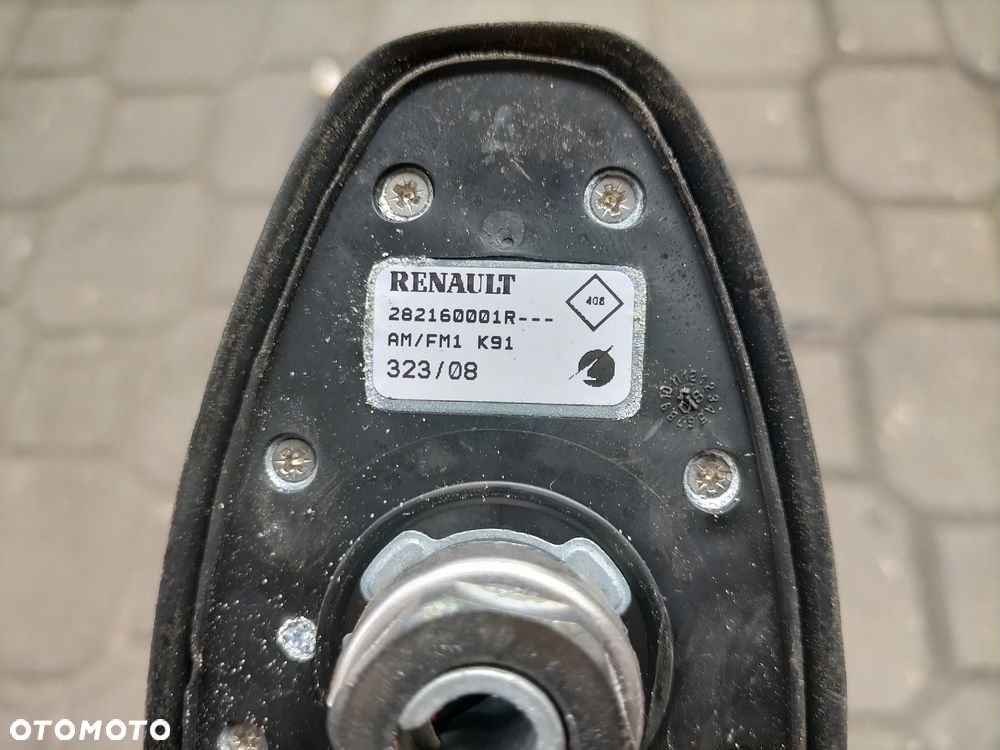 RENAULT
408
282160001R---
AM/FM1 K91
323/08
OTOMOTO